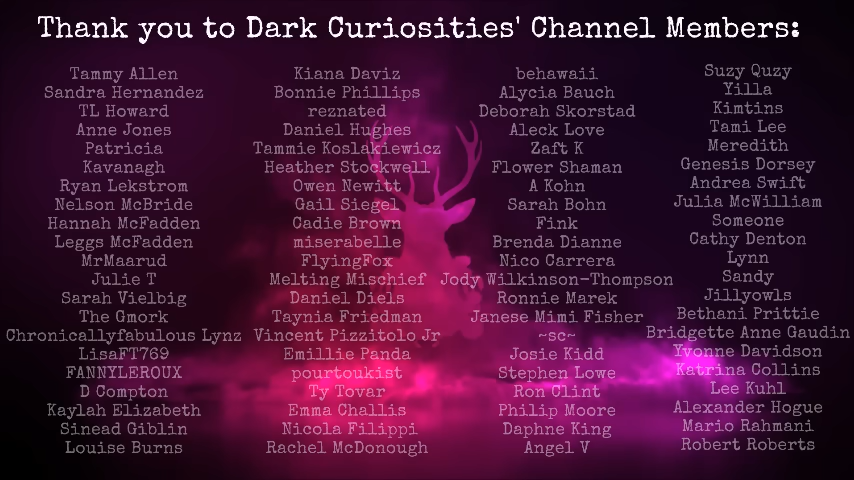 Thank you to Dark Curiosities' Channel Members:
Tammy Allen
Sandra Hernandez
TL Howard
Anne Jones
Patricia
Kavanagh
Ryan Lekstrom
Nelson McBride
Hannah McFadden
Leggs McFadden
MrMaarud
Julie T
Sarah Vielbig
The Gmork
Chronicallyfabulous Lynz
LisaFT769
FANNYLEROUX
D Compton
Kaylah Elizabeth
Sinead Giblin
Louise Burns
Kiana Daviz
Bonnie Phillips
reznated
Daniel Hughes
Tammie Koslakiewicz
Heather Stockwell
Owen Newitt
Gail Siegel
Cadie Brown
miserabelle
FlyingFox
Melting Mischief
Daniel Diels
Taynia Friedman
Vincent Pizzitolo Jr
Emillie Panda
pourtoukist
Ty Tovar
Emma Challis
Nicola Filippi
Rachel McDonough
behawaii
Alycia Bauch
Deborah Skorstad
Aleck Love
Zaft K
Flower Shaman
A Kohn
Sarah Bohn
Fink
Brenda Dianne
Nico Carrera
Jody Wilkinson-Thompson
Ronnie Marek
Janese Mimi Fisher
~sc~
Josie Kidd
Stephen Lowe
Ron Clint
Philip Moore
Daphne King
Angel V
Suzy Quzy
Yilla
Kimtins
Tami Lee
Meredith
Genesis Dorsey
Andrea Swift
Julia McWilliam
Someone
Cathy Denton
Lynn
Sandy
Jillyowls
Bethani Prittie
Bridgette Anne Gaudin
Yvonne Davidson
Katrina Collins
Lee Kuhl
Alexander Hogue
Mario Rahmani
Robert Roberts